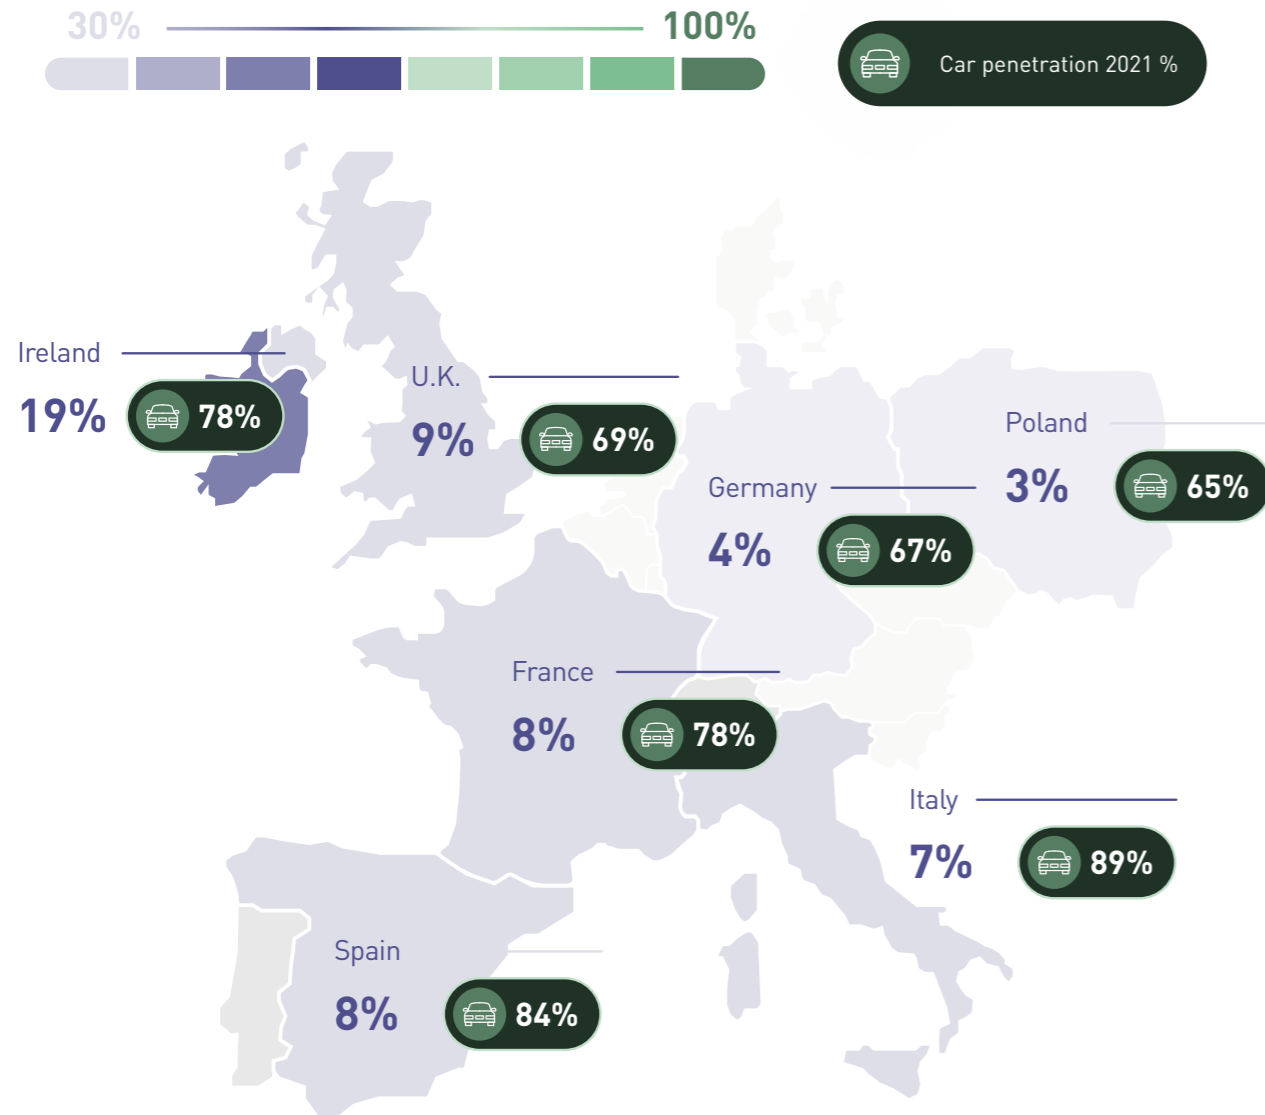 30%
100%
Car penetration 2021 %
Ireland
19%
78%
U.K.
9%
69%
Poland
3%
65%
Germany
4%
67%
France
8%
78%
Italy
7%
89%
Spain
8%
84%